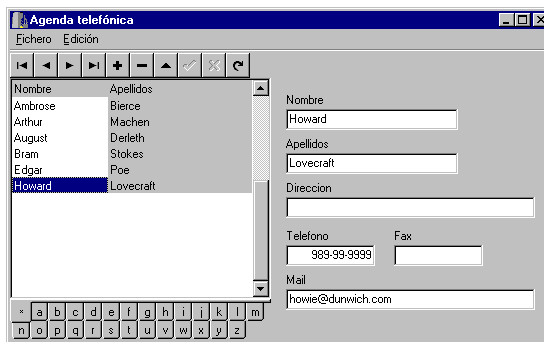 Agenda telefónica
Fichero Edición
Nombre Apellidos
Ambrose Bierce
Arthur Machen
August Derleth
Bram Stokes
Edgar Poe
Howard Lovecraft
* a b c d e f g h i j k l m
n o p q r s t u v w x y z
Nombre
Howard
Apellidos
Lovecraft
Direccion
Telefono Fax
989-99-9999
Mail
howie@dunwich.com